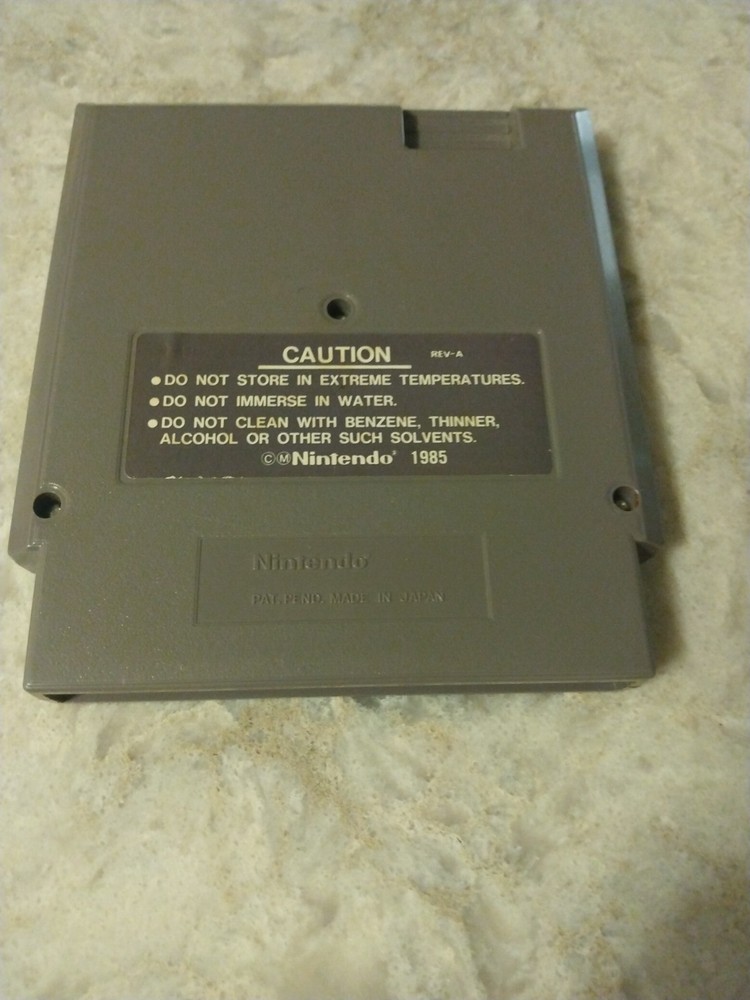 CAUTION REV-A
●DO NOT STORE IN EXTREME TEMPERATURES.
●DO NOT IMMERSE IN WATER.
●DO NOT CLEAN WITH BENZENE, THINNER,
ALCOHOL OR OTHER SUCH SOLVENTS.
©Ⓜ Nintendo® 1985
Nintendo®
PAT. PEND. MADE IN JAPAN